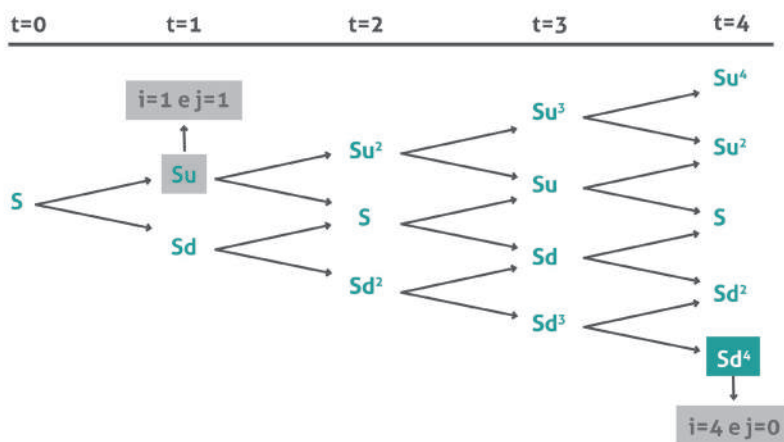 t=0 t=1 t=2 t=3 t=4
Su⁴
i=1 e j=1
Su³
Su² Su²
Su Su
S S S
Sd Sd
Sd² Sd²
Sd³
Sd⁴
i=4 e j=0